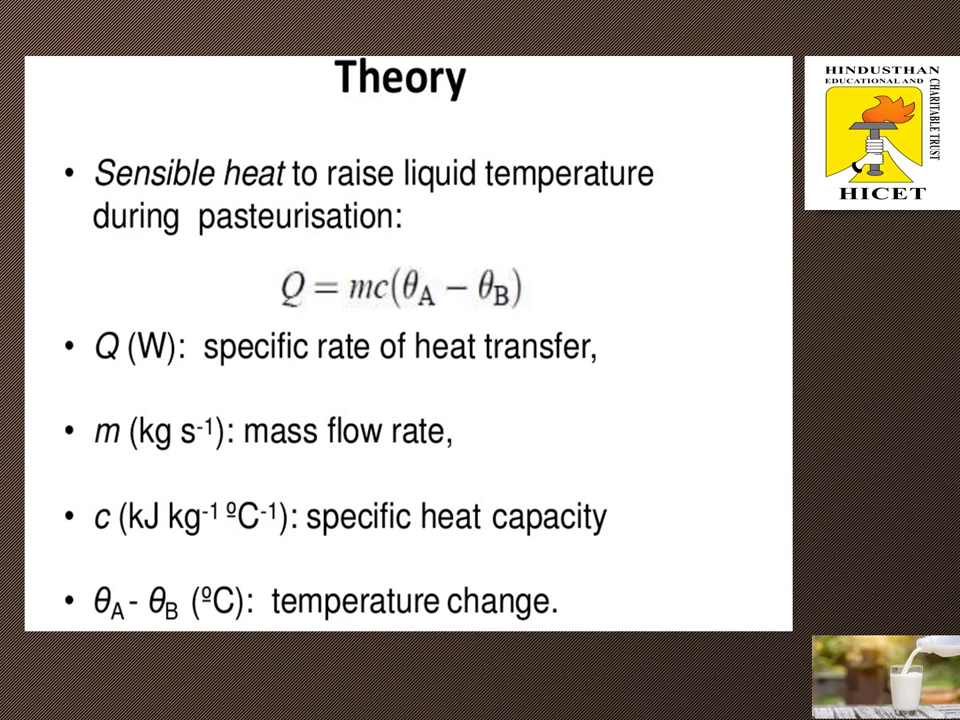 Theory
• Sensible heat to raise liquid temperature
during pasteurisation:
Q = mc(θA − θB)
• Q (W): specific rate of heat transfer,
• m (kg s-1): mass flow rate,
• c (kJ kg-1 ºC-1): specific heat capacity
• θA - θB (ºC): temperature change.
HINDUSTHAN
EDUCATIONAL AND
CHARITABLE TRUST
HICET